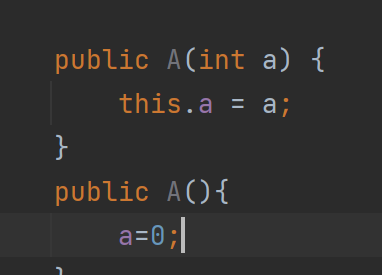 public A(int a) {
this.a = a;
}
public A(){
a=0;
}